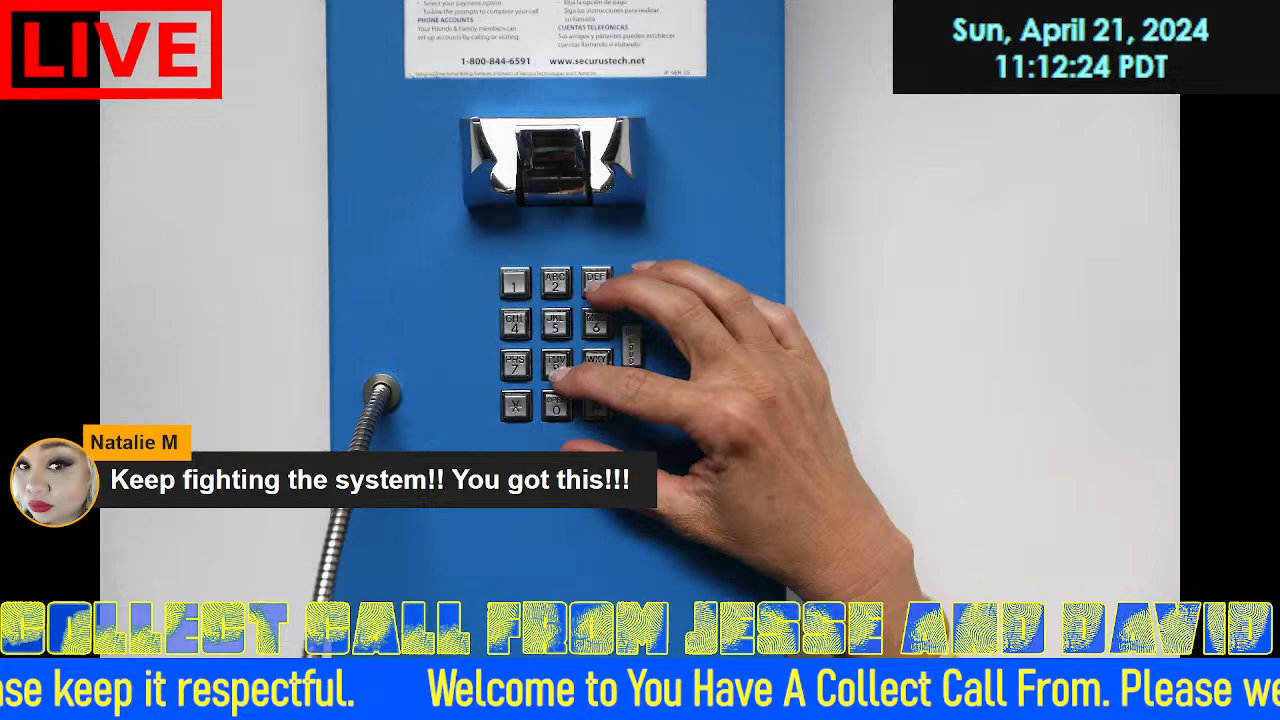 LIVE
Sun, April 21, 2024
11:12:24 PDT
Select your payment option
Follow the prompts to complete your call
PHONE ACCOUNTS
Your Friends & Family members can
set up accounts by calling or visiting:
Elija la opción de pago
Siga las instrucciones para realizar
su llamada
CUENTAS TELEFONICAS
Sus amigos y parientes pueden establecer
cuentas llamando o visitando:
1-800-844-6591 www.securustech.net
1
ABC
2
DEF
GHI
4
JKL
5
6
PRS
7
TUV
WXY
*
0
Natalie M
Keep fighting the system!! You got this!!!
COLLECT CALL FROM JESSE AND DAVID
se keep it respectful. Welcome to You Have A Collect Call From. Please we